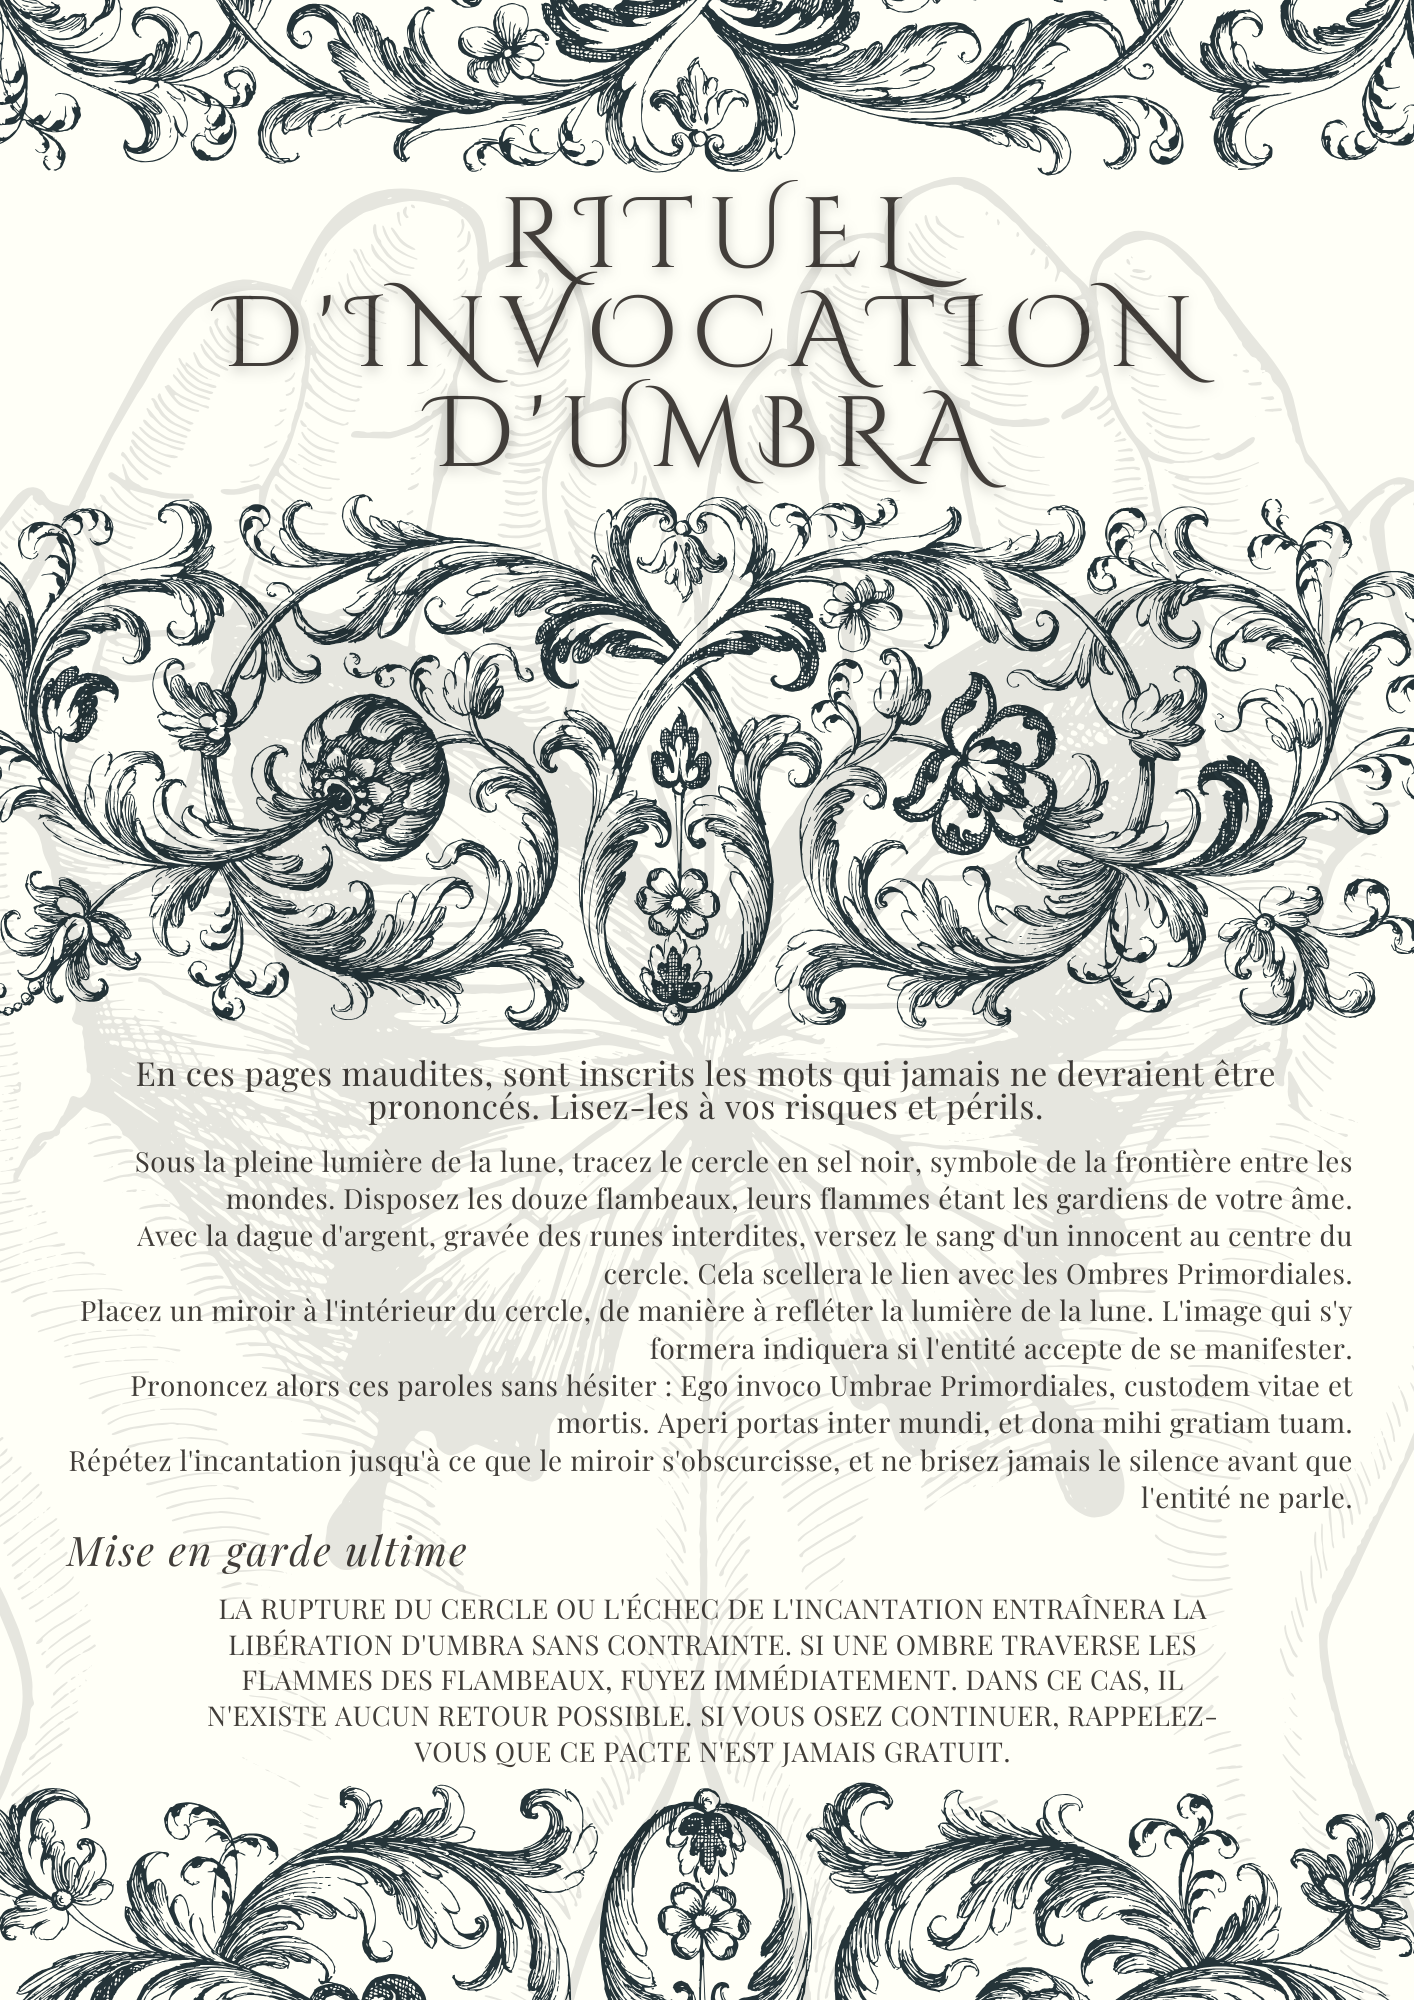 RITUEL
D'INVOCATION
D'UMBRA
En ces pages maudites, sont inscrits les mots qui jamais ne devraient être
prononcés. Lisez-les à vos risques et périls.
Sous la pleine lumière de la lune, tracez le cercle en sel noir, symbole de la frontière entre les
mondes. Disposez les douze flambeaux, leurs flammes étant les gardiens de votre âme.
Avec la dague d'argent, gravée des runes interdites, versez le sang d'un innocent au centre du
cercle. Cela scellera le lien avec les Ombres Primordiales.
Placez un miroir à l'intérieur du cercle, de manière à refléter la lumière de la lune. L'image qui s'y
formera indiquera si l'entité accepte de se manifester.
Prononcez alors ces paroles sans hésiter : Ego invoco Umbrae Primordiales, custodem vitae et
mortis. Aperi portas inter mundi, et dona mihi gratiam tuam.
Répétez l'incantation jusqu'à ce que le miroir s'obscurcisse, et ne brisez jamais le silence avant que
l'entité ne parle.
Mise en garde ultime
LA RUPTURE DU CERCLE OU L'ÉCHEC DE L'INCANTATION ENTRAÎNERA LA
LIBÉRATION D'UMBRA SANS CONTRAINTE. SI UNE OMBRE TRAVERSE LES
FLAMMES DES FLAMBEAUX, FUYEZ IMMÉDIATEMENT. DANS CE CAS, IL
N'EXISTE AUCUN RETOUR POSSIBLE. SI VOUS OSEZ CONTINUER, RAPPELEZ-
VOUS QUE CE PACTE N'EST JAMAIS GRATUIT.